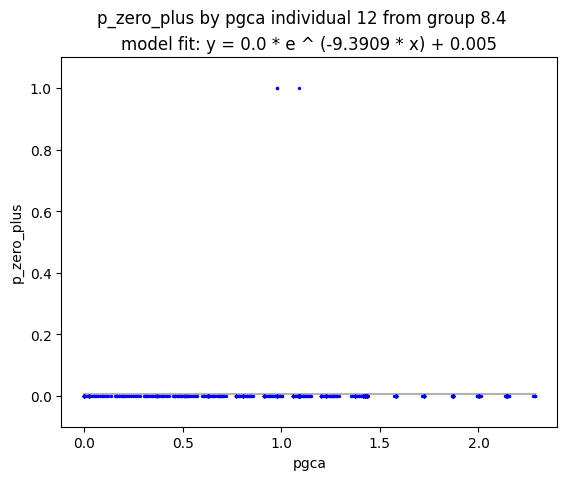 p_zero_plus by pgca individual 12 from group 8.4
model fit: y = 0.0 * e ^ (-9.3909 * x) + 0.005
1.0
0.8
0.6
0.4
0.2
0.0
p_zero_plus
0.0 0.5 1.0 1.5 2.0
pgca